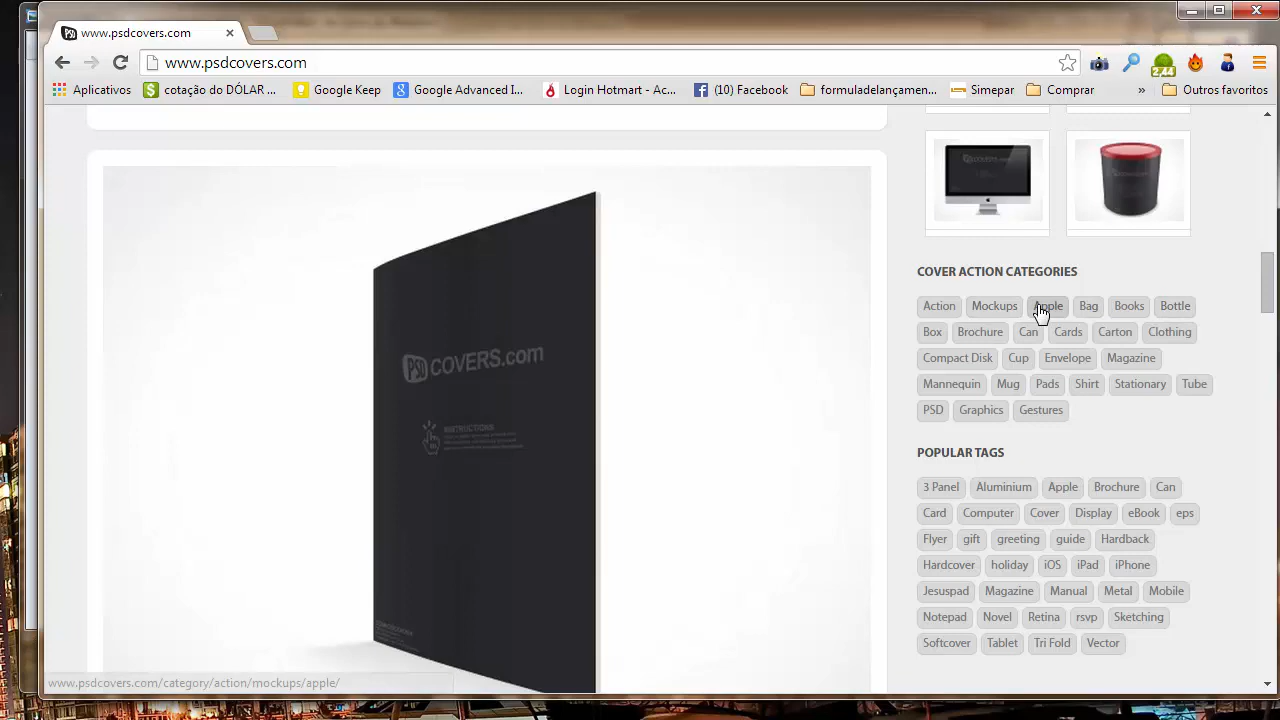 www.psdcovers.com
www.psdcovers.com
2,44
Aplicativos
cotação do DÓLAR ...
Google Keep
Google Advanced I...
Login Hotmart - Ac...
(10) Facebook
formuladelançamen...
Simepar
Comprar
»
Outros favoritos
PSD COVERS.com
INSTRUCTIONS
COVER ACTION CATEGORIES
Action Mockups Apple Bag Books Bottle
Box Brochure Can Cards Carton Clothing
Compact Disk Cup Envelope Magazine
Mannequin Mug Pads Shirt Stationary Tube
PSD Graphics Gestures
POPULAR TAGS
3 Panel Aluminium Apple Brochure Can
Card Computer Cover Display eBook eps
Flyer gift greeting guide Hardback
Hardcover holiday iOS iPad iPhone
Jesuspad Magazine Manual Metal Mobile
Notepad Novel Retina rsvp Sketching
Softcover Tablet Tri Fold Vector
www.psdcovers.com/category/action/mockups/apple/